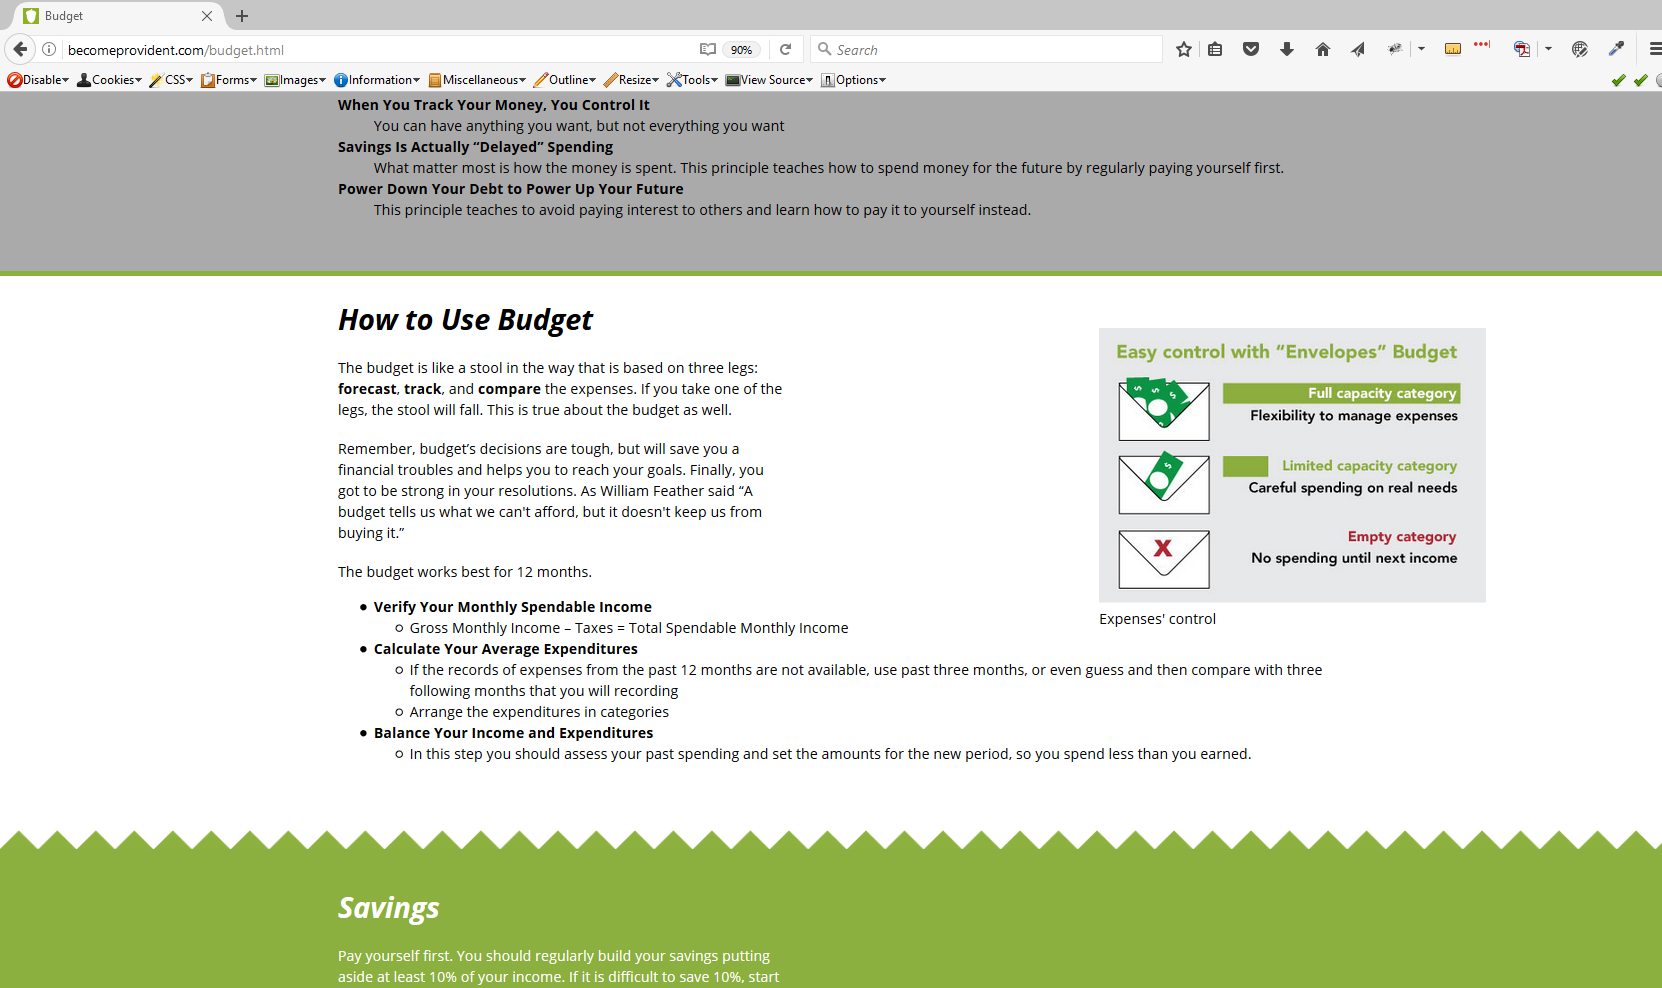 Budget
becomeprovident.com/budget.html
90%
Search
Disable
Cookies
CSS
Forms
Images
Information
Miscellaneous
Outline
Resize
Tools
View Source
Options
When You Track Your Money, You Control It
You can have anything you want, but not everything you want
Savings Is Actually “Delayed” Spending
What matter most is how the money is spent. This principle teaches how to spend money for the future by regularly paying yourself first.
Power Down Your Debt to Power Up Your Future
This principle teaches to avoid paying interest to others and learn how to pay it to yourself instead.
How to Use Budget
The budget is like a stool in the way that is based on three legs:
forecast, track, and compare the expenses. If you take one of the
legs, the stool will fall. This is true about the budget as well.
Remember, budget’s decisions are tough, but will save you a
financial troubles and helps you to reach your goals. Finally, you
got to be strong in your resolutions. As William Feather said “A
budget tells us what we can't afford, but it doesn't keep us from
buying it.”
The budget works best for 12 months.
Easy control with “Envelopes” Budget
$ $ $
Full capacity category
Flexibility to manage expenses
$
Limited capacity category
Careful spending on real needs
X
Empty category
No spending until next income
Expenses' control
Verify Your Monthly Spendable Income
Gross Monthly Income – Taxes = Total Spendable Monthly Income
Calculate Your Average Expenditures
If the records of expenses from the past 12 months are not available, use past three months, or even guess and then compare with three
following months that you will recording
Arrange the expenditures in categories
Balance Your Income and Expenditures
In this step you should assess your past spending and set the amounts for the new period, so you spend less than you earned.
Savings
Pay yourself first. You should regularly build your savings putting
aside at least 10% of your income. If it is difficult to save 10%, start